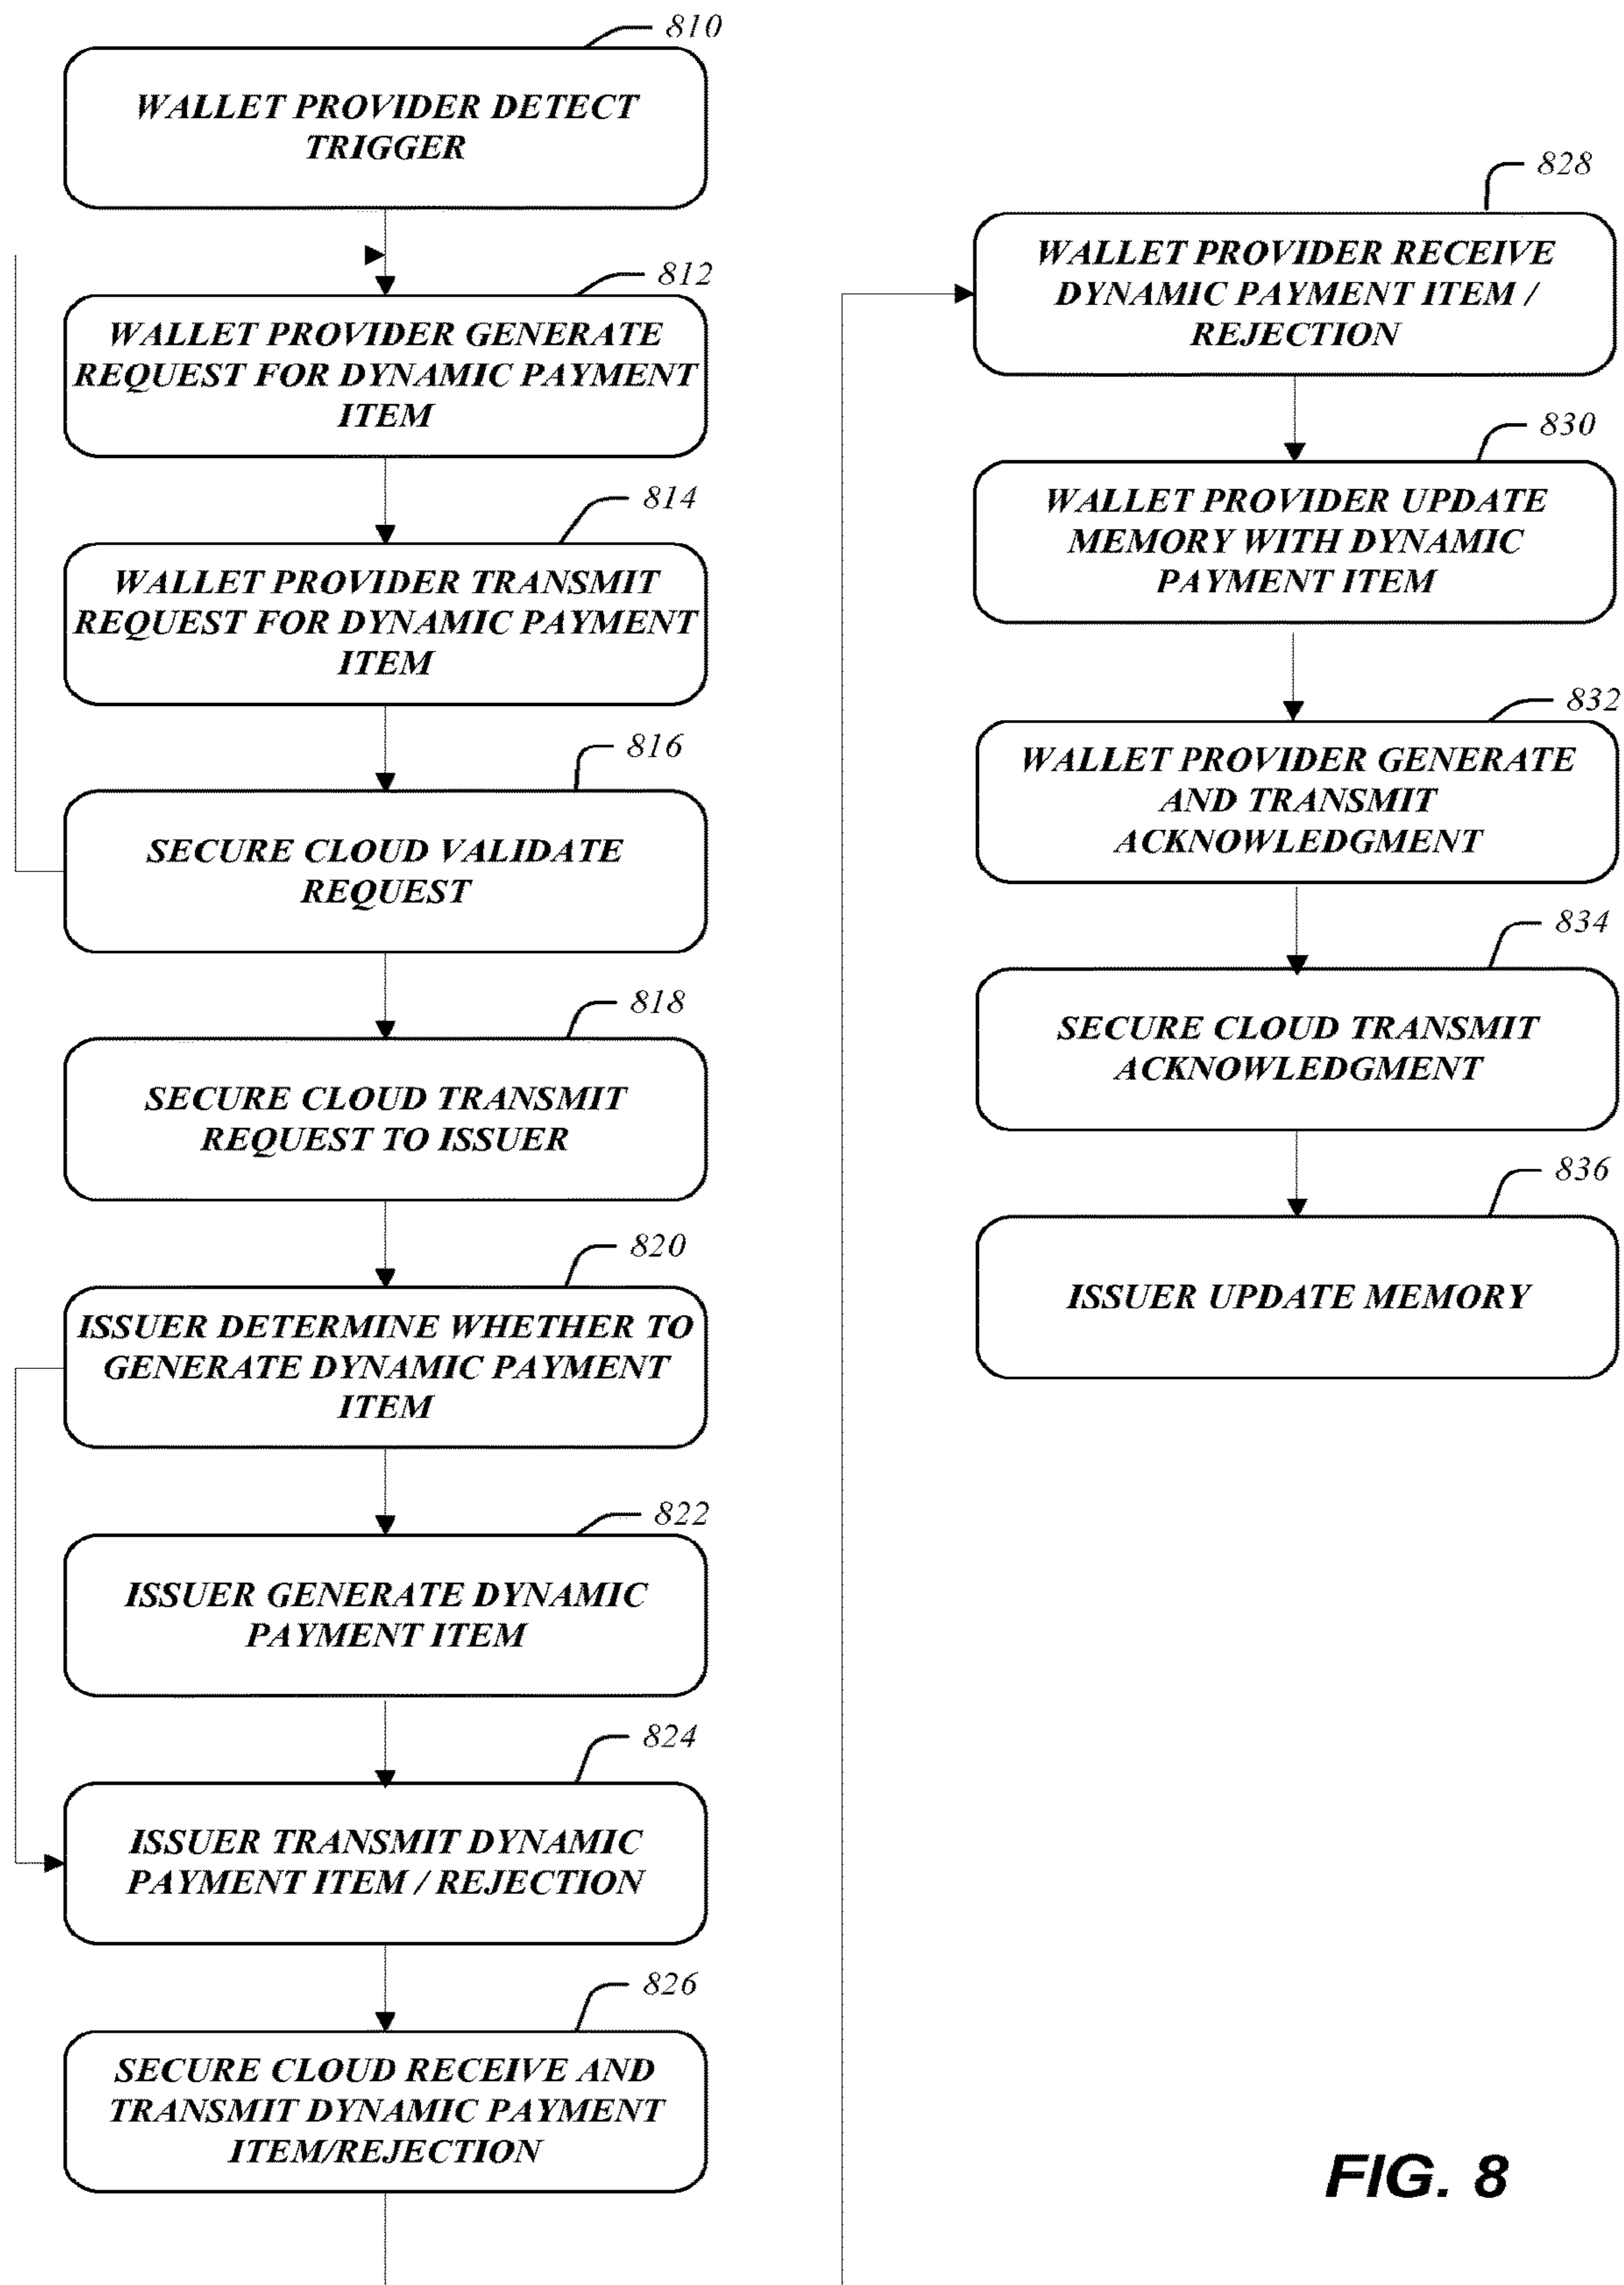 810
WALLET PROVIDER DETECT
TRIGGER
812
WALLET PROVIDER GENERATE
REQUEST FOR DYNAMIC PAYMENT
ITEM
814
WALLET PROVIDER TRANSMIT
REQUEST FOR DYNAMIC PAYMENT
ITEM
816
SECURE CLOUD VALIDATE
REQUEST
818
SECURE CLOUD TRANSMIT
REQUEST TO ISSUER
820
ISSUER DETERMINE WHETHER TO
GENERATE DYNAMIC PAYMENT
ITEM
822
ISSUER GENERATE DYNAMIC
PAYMENT ITEM
824
ISSUER TRANSMIT DYNAMIC
PAYMENT ITEM / REJECTION
826
SECURE CLOUD RECEIVE AND
TRANSMIT DYNAMIC PAYMENT
ITEM/REJECTION
828
WALLET PROVIDER RECEIVE
DYNAMIC PAYMENT ITEM /
REJECTION
830
WALLET PROVIDER UPDATE
MEMORY WITH DYNAMIC
PAYMENT ITEM
832
WALLET PROVIDER GENERATE
AND TRANSMIT
ACKNOWLEDGMENT
834
SECURE CLOUD TRANSMIT
ACKNOWLEDGMENT
836
ISSUER UPDATE MEMORY
FIG. 8